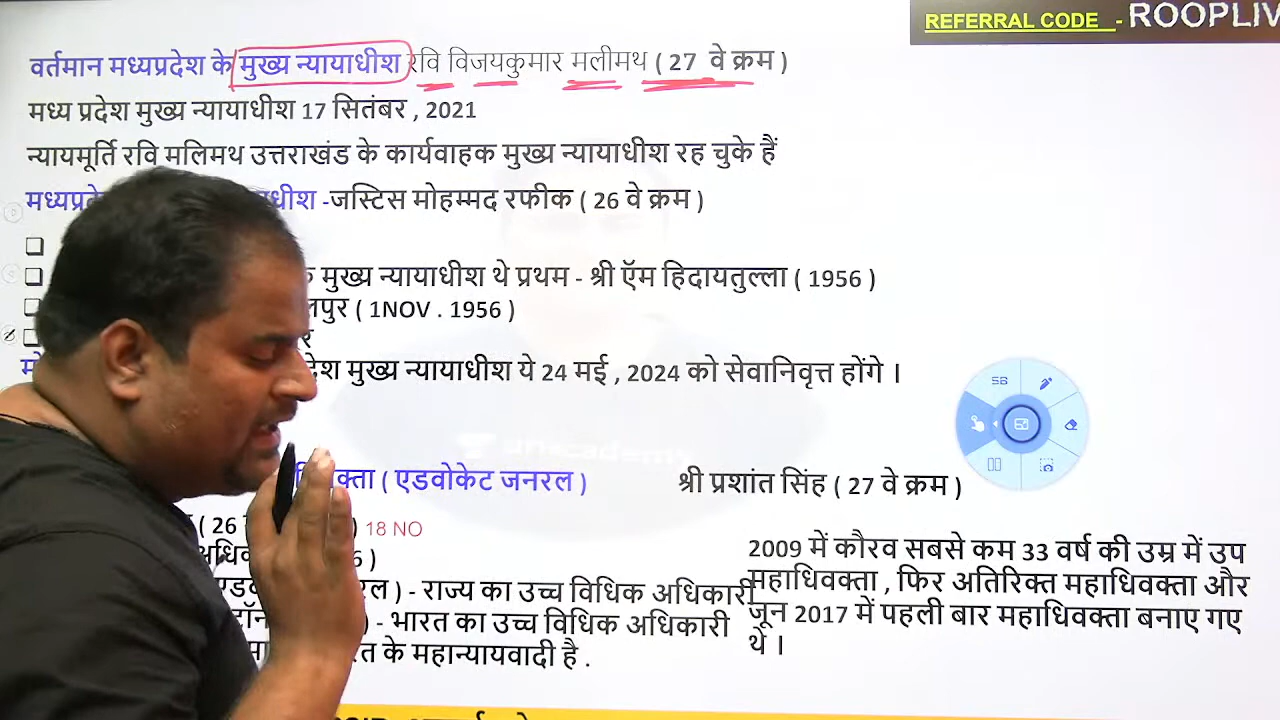 REFERRAL CODE - ROOPLIV
वर्तमान मध्यप्रदेश के मुख्य न्यायाधीश रवि विजयकुमार मलीमथ ( 27 वे क्रम )
मध्य प्रदेश मुख्य न्यायाधीश 17 सितंबर , 2021
न्यायमूर्ति रवि मलिमथ उत्तराखंड के कार्यवाहक मुख्य न्यायाधीश रह चुके हैं
धीश -जस्टिस मोहम्मद रफीक ( 26 वे क्रम )
मुख्य न्यायाधीश थे प्रथम - श्री ऍम हिदायतुल्ला ( 1956 )
लपुर ( 1NOV . 1956 )
देश मुख्य न्यायाधीश ये 24 मई , 2024 को सेवानिवृत्त होंगे ।
unacademy
क्ता ( एडवोकेट जनरल ) श्री प्रशांत सिंह ( 27 वे क्रम )
( 26 ) 18 NO
रल ) - राज्य का उच्च विधिक अधिकारी
) - भारत का उच्च विधिक अधिकारी
त के महान्यायवादी है .
2009 में कौरव सबसे कम 33 वर्ष की उम्र में उप
महाधिवक्ता , फिर अतिरिक्त महाधिवक्ता और
जून 2017 में पहली बार महाधिवक्ता बनाए गए
थे ।